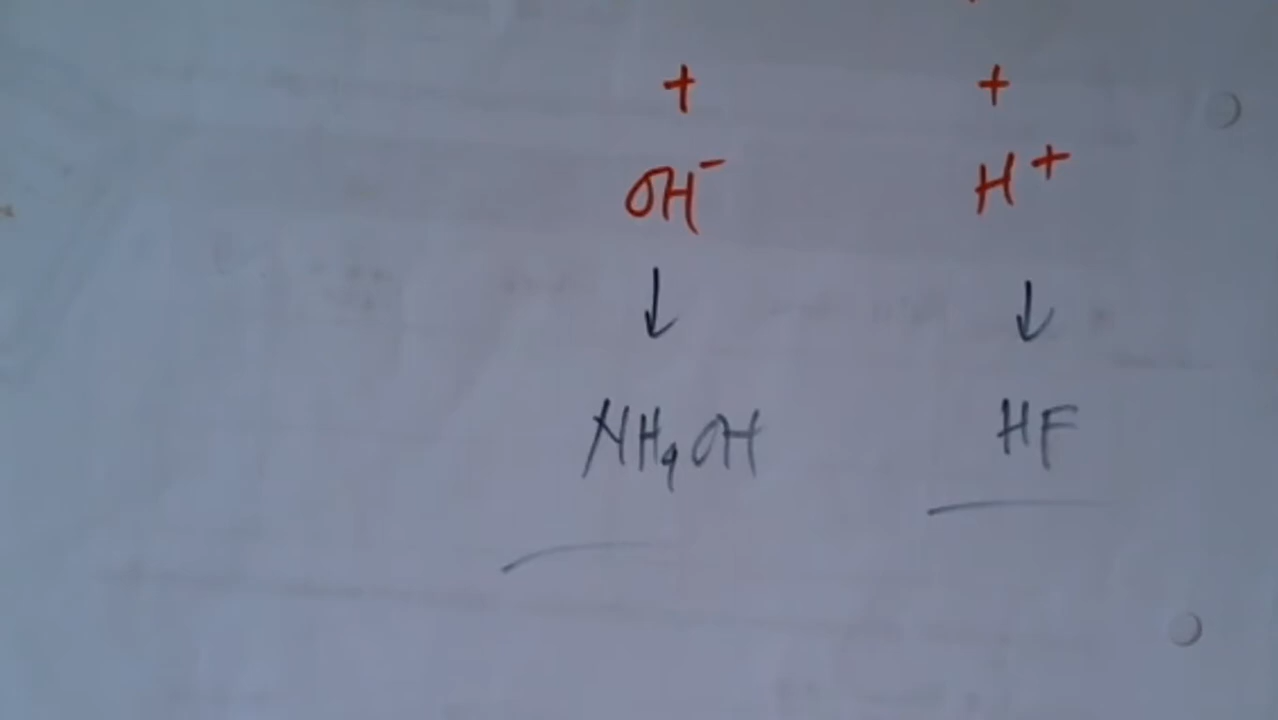 + +
OH⁻ H⁺
↓ ↓
NH₄OH HF